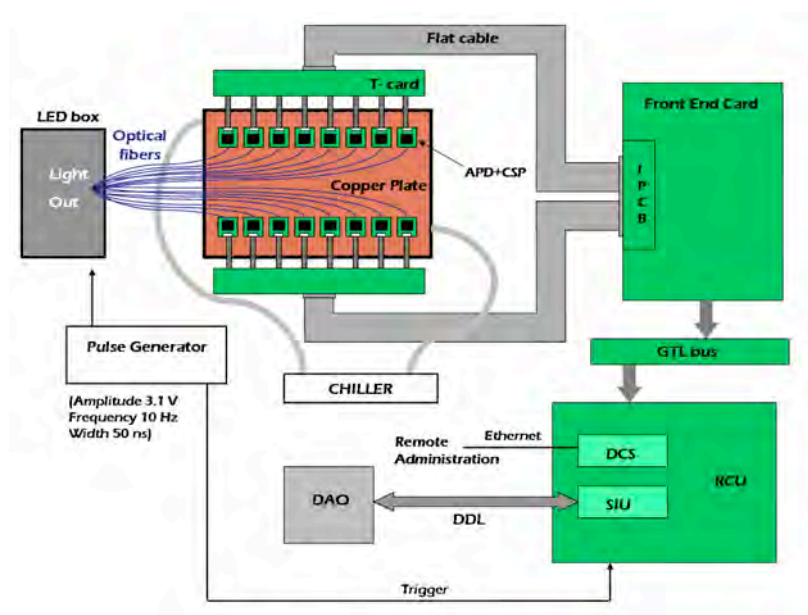 Flat cable
T- card
Front End Card
LED box
Optical
fibers
Light
Out
APD+CSP
Copper Plate
I
P
C
B
Pulse Generator
GTL bus
CHILLER
(Amplitude 3.1 V
Frequency 10 Hz
Width 50 ns)
Remote
Administration
Ethernet
DCS
RCU
DAQ
SIU
DDL
Trigger